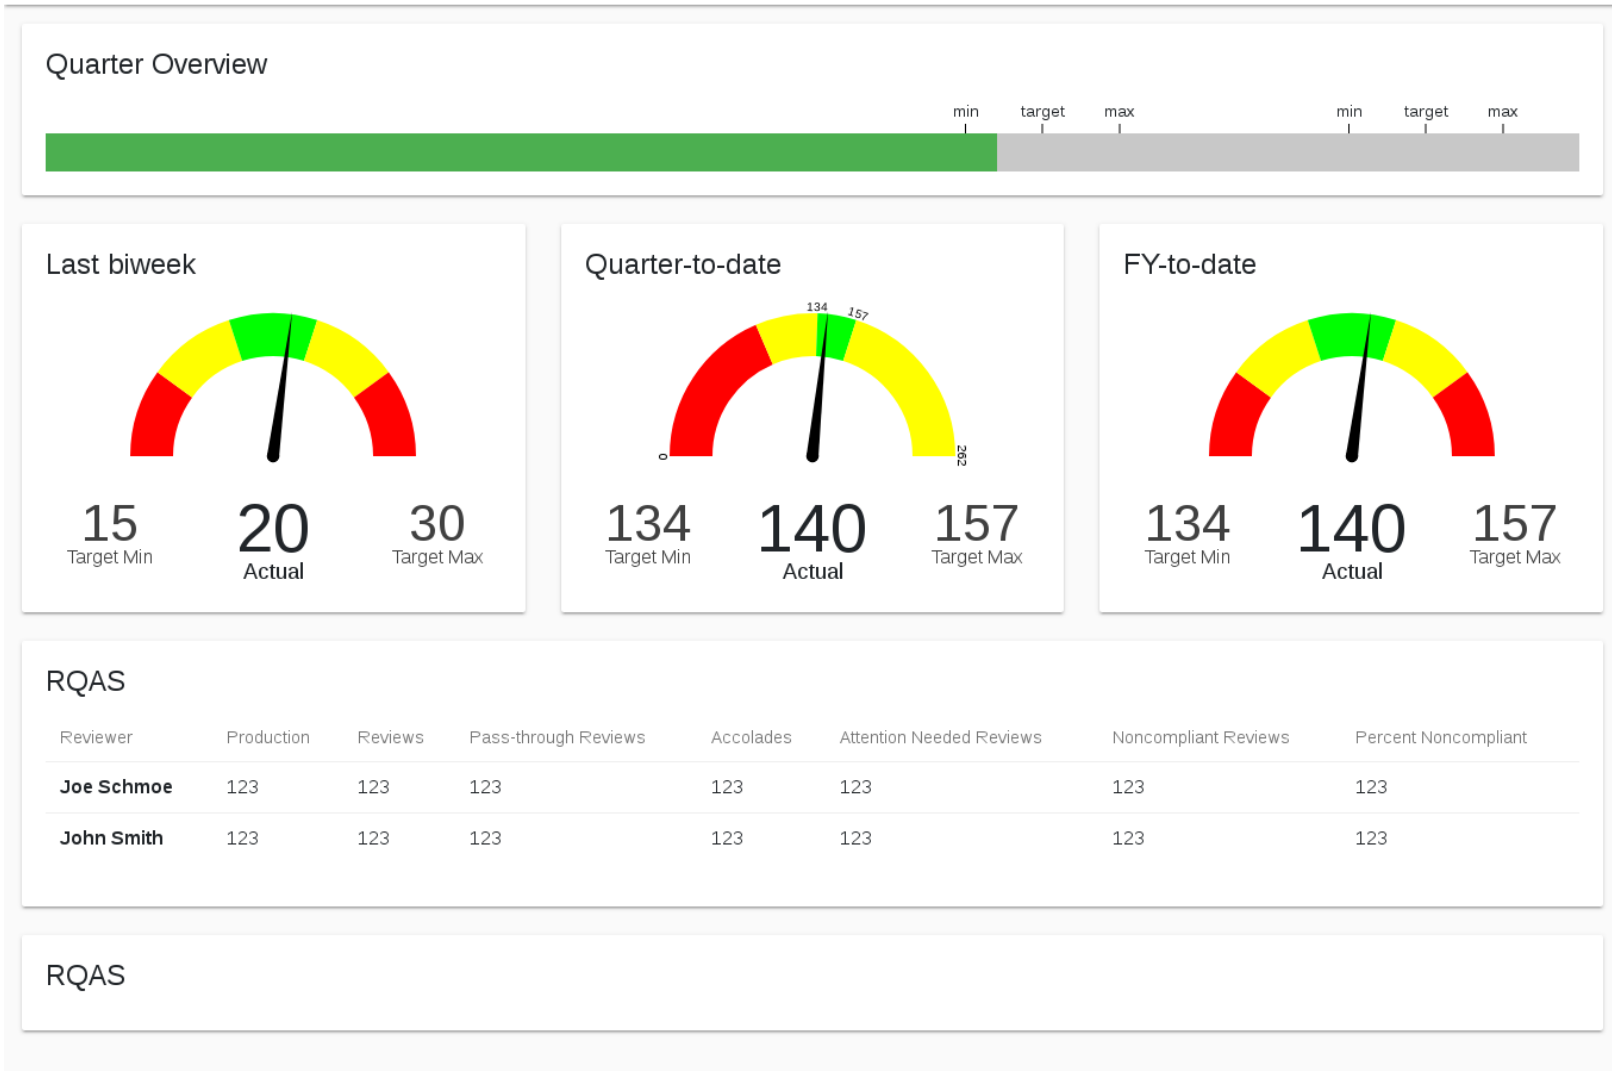 Quarter Overview
min target max min target max
Last biweek
15 20 30
Target Min Actual Target Max
Quarter-to-date
134 157
0 262
134 140 157
Target Min Actual Target Max
FY-to-date
134 140 157
Target Min Actual Target Max
RQAS
Reviewer Production Reviews Pass-through Reviews Accolades Attention Needed Reviews Noncompliant Reviews Percent Noncompliant
Joe Schmoe 123 123 123 123 123 123 123
John Smith 123 123 123 123 123 123 123
RQAS